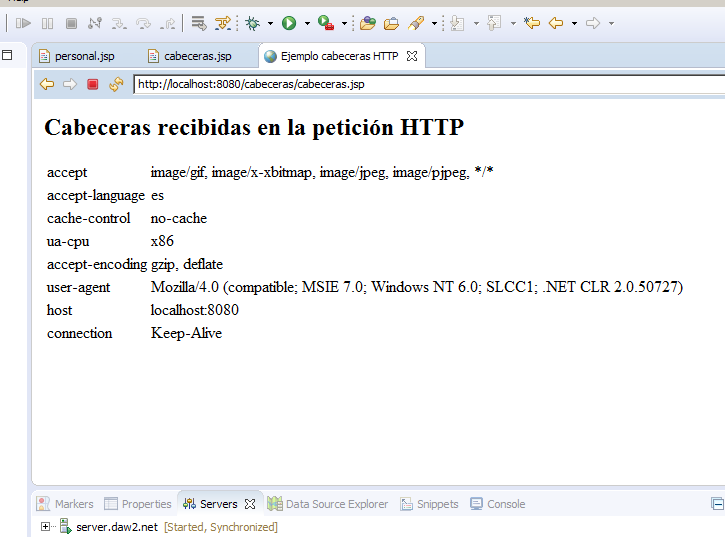 personal.jsp cabeceras.jsp Ejemplo cabeceras HTTP
http://localhost:8080/cabeceras/cabeceras.jsp
Cabeceras recibidas en la petición HTTP
accept image/gif, image/x-xbitmap, image/jpeg, image/pjpeg, */*
accept-language es
cache-control no-cache
ua-cpu x86
accept-encoding gzip, deflate
user-agent Mozilla/4.0 (compatible; MSIE 7.0; Windows NT 6.0; SLCC1; .NET CLR 2.0.50727)
host localhost:8080
connection Keep-Alive
Markers Properties Servers Data Source Explorer Snippets Console
server.daw2.net [Started, Synchronized]